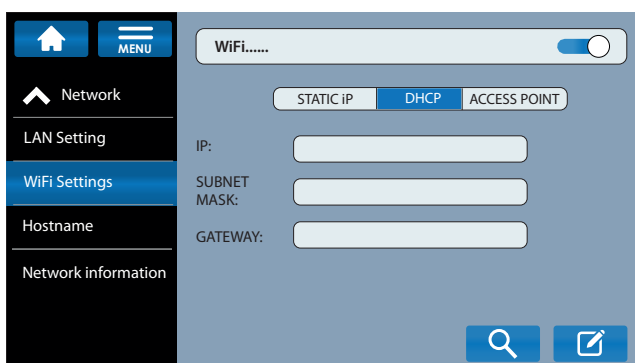 MENU
WiFi......
Network
STATIC iP DHCP ACCESS POINT
LAN Setting
IP:
WiFi Settings
SUBNET
MASK:
Hostname
GATEWAY:
Network information